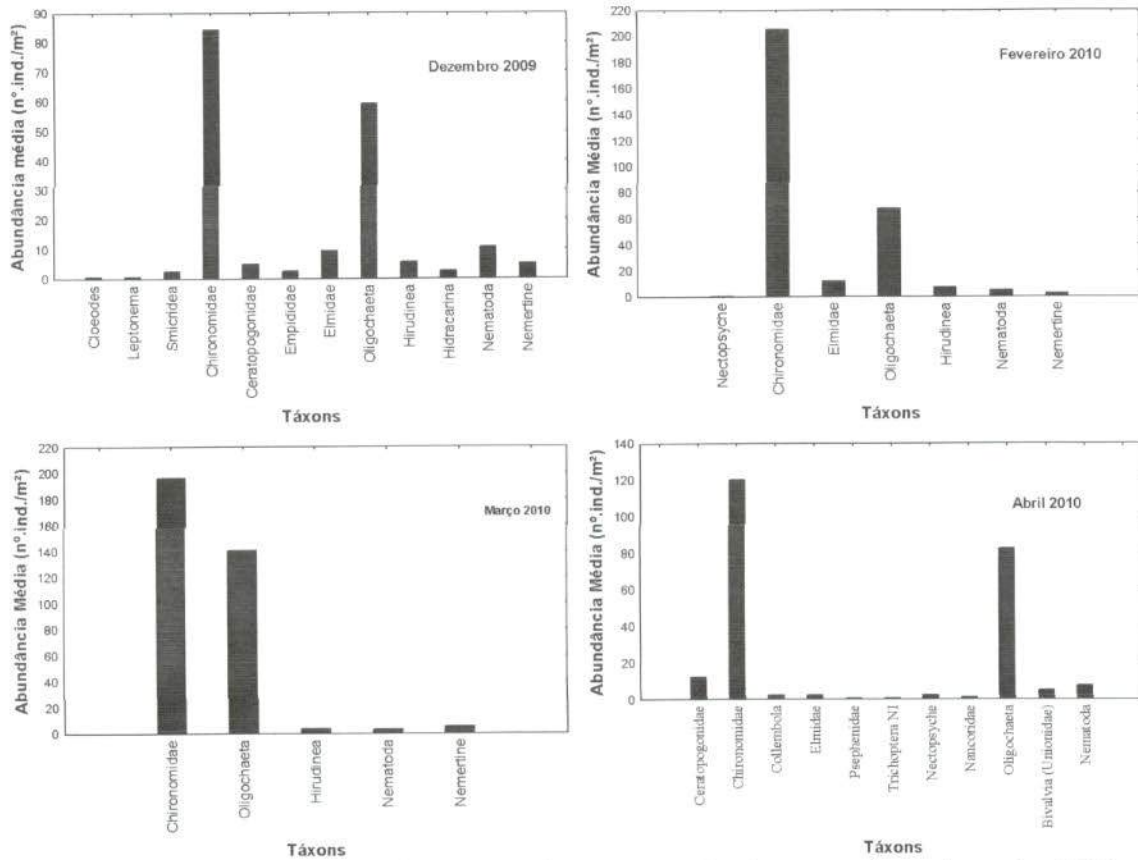 Abundância média (nº.ind./m²)
90
80
70
60
50
40
30
20
10
0
Dezembro 2009
Cloeodes
Leptonema
Smicridea
Chironomidae
Ceratopogonidae
Empididae
Elmidae
Oligochaeta
Hirudinea
Hidracarina
Nematoda
Nemertine
Táxons
Abundância Média (nº.ind./m²)
220
200
180
160
140
120
100
80
60
40
20
0
Fevereiro 2010
Nectopsyche
Chironomidae
Elmidae
Oligochaeta
Hirudinea
Nematoda
Nemertine
Táxons
Abundância Média (nº.ind./m²)
220
200
180
160
140
120
100
80
60
40
20
0
Março 2010
Chironomidae
Oligochaeta
Hirudinea
Nematoda
Nemertine
Táxons
Abundância Média (nº.ind./m²)
140
120
100
80
60
40
20
0
Abril 2010
Ceratopogonidae
Chironomidae
Collembola
Elmidae
Psephenidae
Trichoptera NI
Nectopsyche
Naucoridae
Oligochaeta
Bivalvia (Unionidae)
Nematoda
Táxons